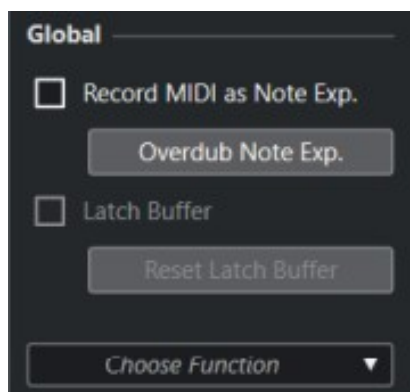 Global
Record MIDI as Note Exp.
Overdub Note Exp.
Latch Buffer
Reset Latch Buffer
Choose Function